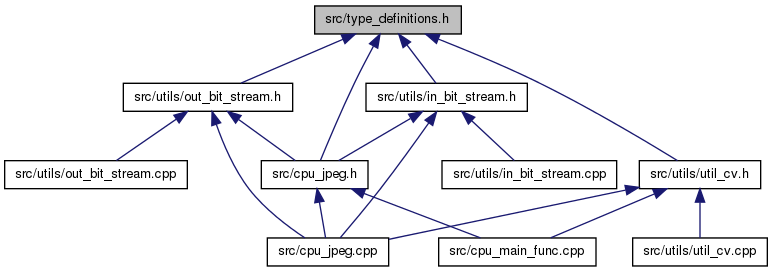 src/type_definitions.h
src/utils/out_bit_stream.h
src/utils/in_bit_stream.h
src/utils/out_bit_stream.cpp
src/cpu_jpeg.h
src/utils/in_bit_stream.cpp
src/utils/util_cv.h
src/cpu_jpeg.cpp
src/cpu_main_func.cpp
src/utils/util_cv.cpp